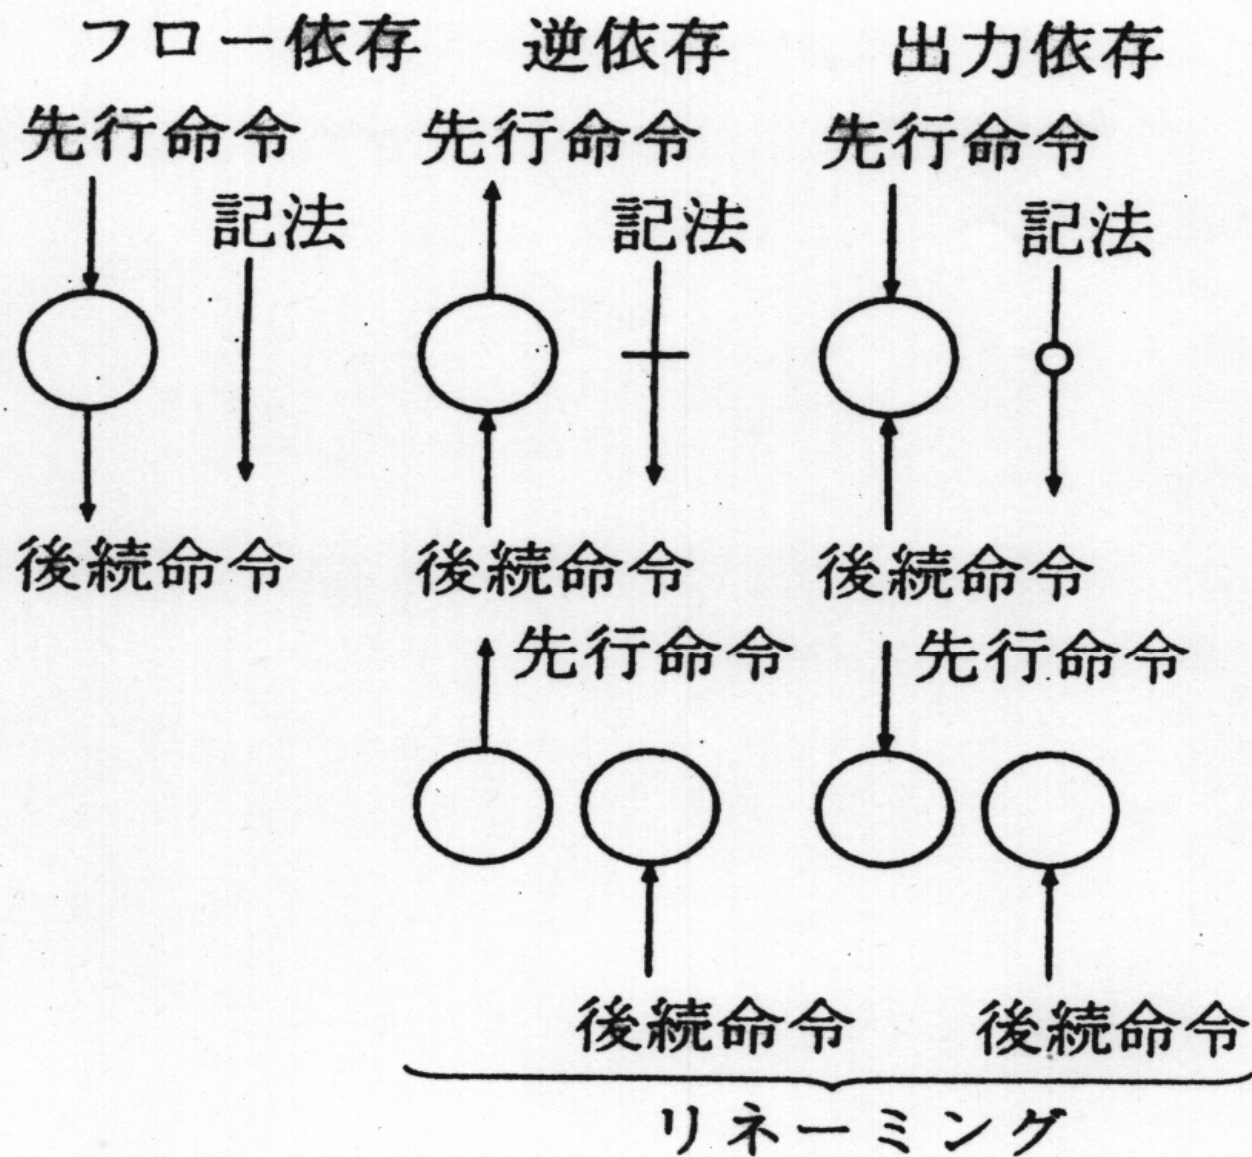 フロー依存 逆依存 出力依存
先行命令 先行命令 先行命令
記法 記法 記法
後続命令 後続命令 後続命令
先行命令 先行命令
後続命令 後続命令
リネーミング